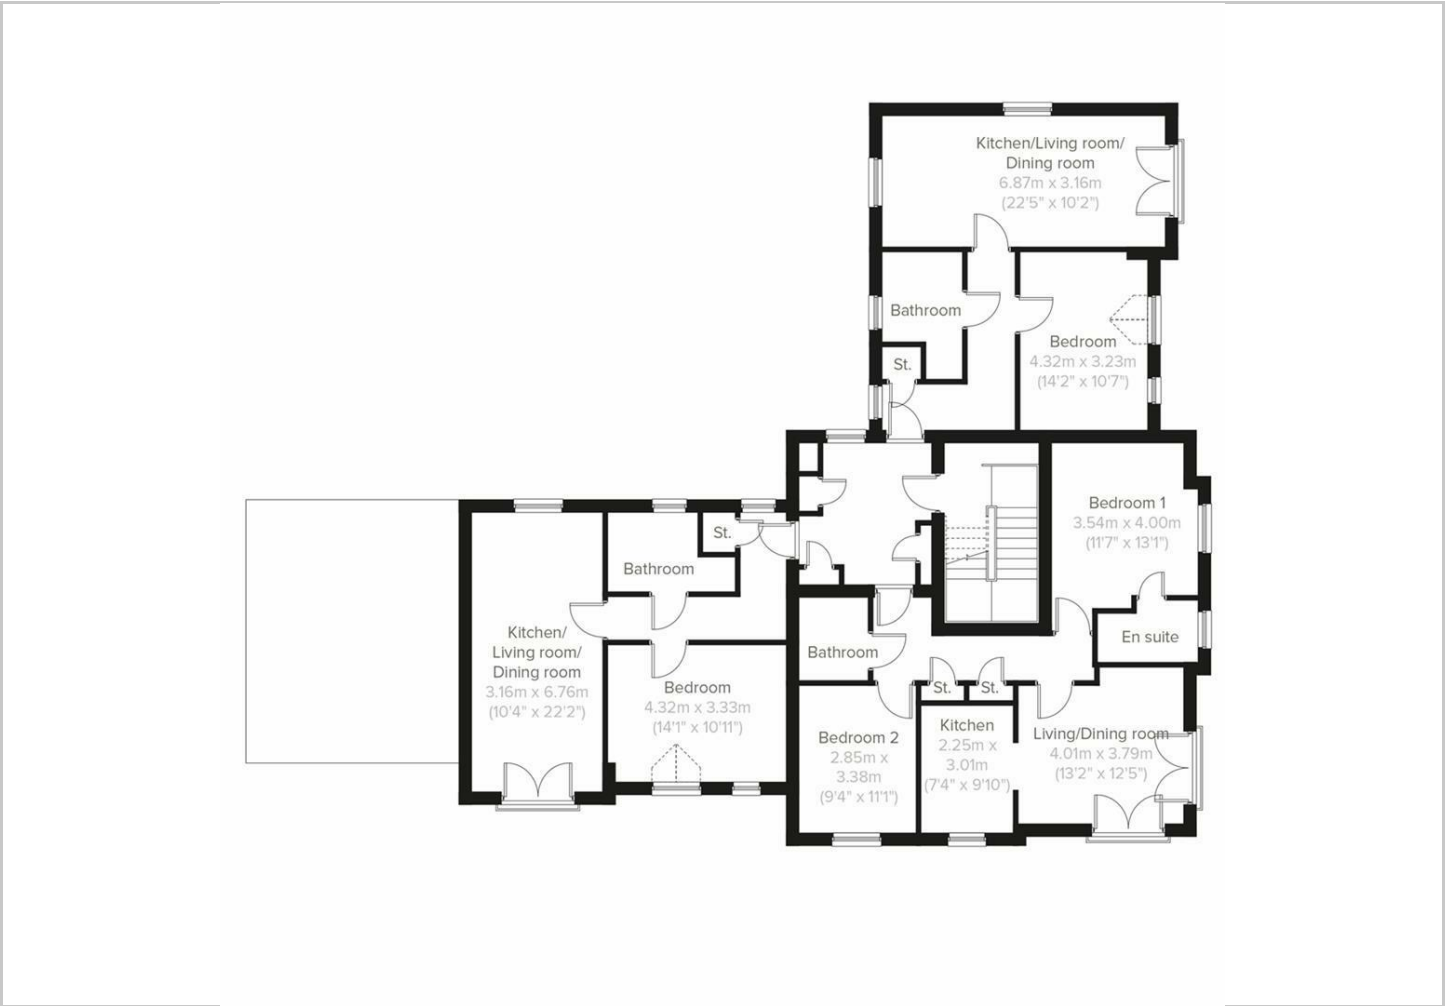 Kitchen/Living room/
Dining room
6.87m x 3.16m
(22'5" x 10'2")
Bathroom
St.
Bedroom
4.32m x 3.23m
(14'2" x 10'7")
St.
Bathroom
Kitchen/
Living room/
Dining room
3.16m x 6.76m
(10'4" x 22'2")
Bedroom
4.32m x 3.33m
(14'1" x 10'11")
Bedroom 1
3.54m x 4.00m
(11'7" x 13'1")
En suite
Bathroom
St.
St.
Bedroom 2
2.85m x
3.38m
(9'4" x 11'1")
Kitchen
2.25m x
3.01m
(7'4" x 9'10")
Living/Dining room
4.01m x 3.79m
(13'2" x 12'5")